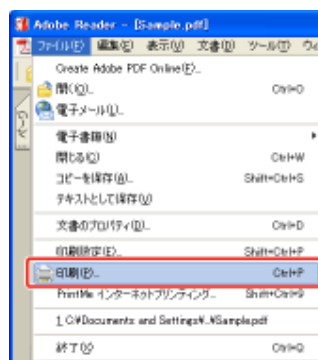 Adobe Reader - [Sample.pdf]
ファイル(F) 編集(E) 表示(V) 文書(D) ツール(T)
Create Adobe PDF Online(E)...
開く(O)... Ctrl+O
電子メール(L)...
電子書籍(N)
閉じる(C) Ctrl+W
コピーを保存(A)... Shift+Ctrl+S
テキストとして保存(V)
文書のプロパティ(D)... Ctrl+D
印刷設定(E)... Shift+Ctrl+P
印刷(P)... Ctrl+P
PrintMe インターネットプリンティング... Shift+Ctrl+9
1 C:¥Documents and Settings¥..¥Sample.pdf
終了(X) Ctrl+Q